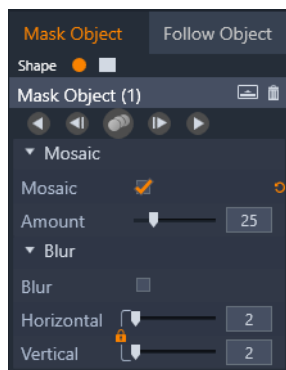 Mask Object Follow Object
Shape
Mask Object (1)
Mosaic
Mosaic
Amount 25
Blur
Blur
Horizontal 2
Vertical 2